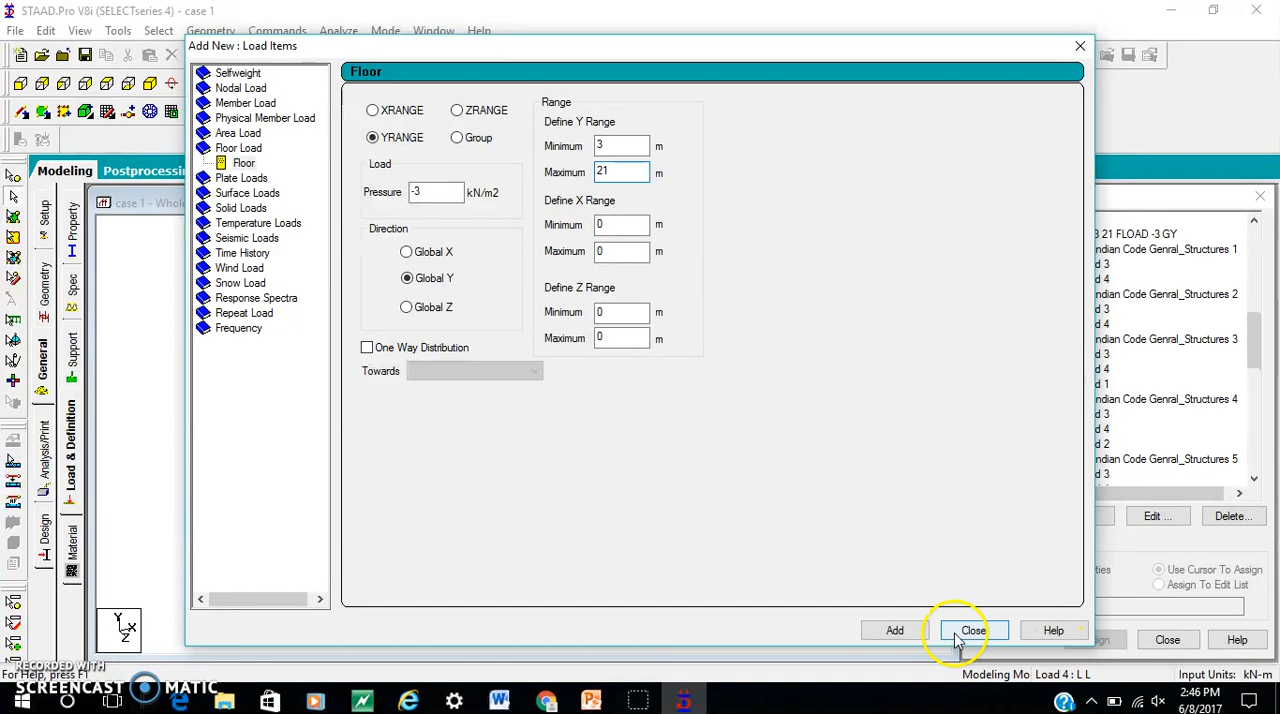 STAAD.Pro V8i (SELECTseries 4) - case 1
File Edit View Tools Select Geometry Commands Analyze Mode Window Help
Add New : Load Items
Selfweight
Nodal Load
Member Load
Physical Member Load
Area Load
Floor Load
Floor
Plate Loads
Surface Loads
Solid Loads
Temperature Loads
Seismic Loads
Time History
Wind Load
Snow Load
Response Spectra
Repeat Load
Frequency
Floor
XRANGE ZRANGE
YRANGE Group
Load
Pressure -3 kN/m2
Direction
Global X
Global Y
Global Z
One Way Distribution
Towards
Range
Define Y Range
Minimum 3 m
Maximum 21 m
Define X Range
Minimum 0 m
Maximum 0 m
Define Z Range
Minimum 0 m
Maximum 0 m
Add Close Help
Modeling Postprocessing
case 1 - Whole
Setup
Geometry
General
Analysis/Print
Design
Property
Spec
Support
Load & Definition
Material
3 21 FLOAD -3 GY
ndian Code Genral_Structures 1
d 3
d 4
ndian Code Genral_Structures 2
d 3
d 4
ndian Code Genral_Structures 3
d 3
d 4
d 1
ndian Code Genral_Structures 4
d 3
d 4
d 2
ndian Code Genral_Structures 5
d 3
d 4
Edit ... Delete...
ties
Use Cursor To Assign
Assign To Edit List
ign Close Help
Y X Z
RECORDED WITH
SCREENCAST MATIC
For Help, press F1
Modeling Mo Load 4 : L L Input Units: kN-m
2:46 PM
6/8/2017